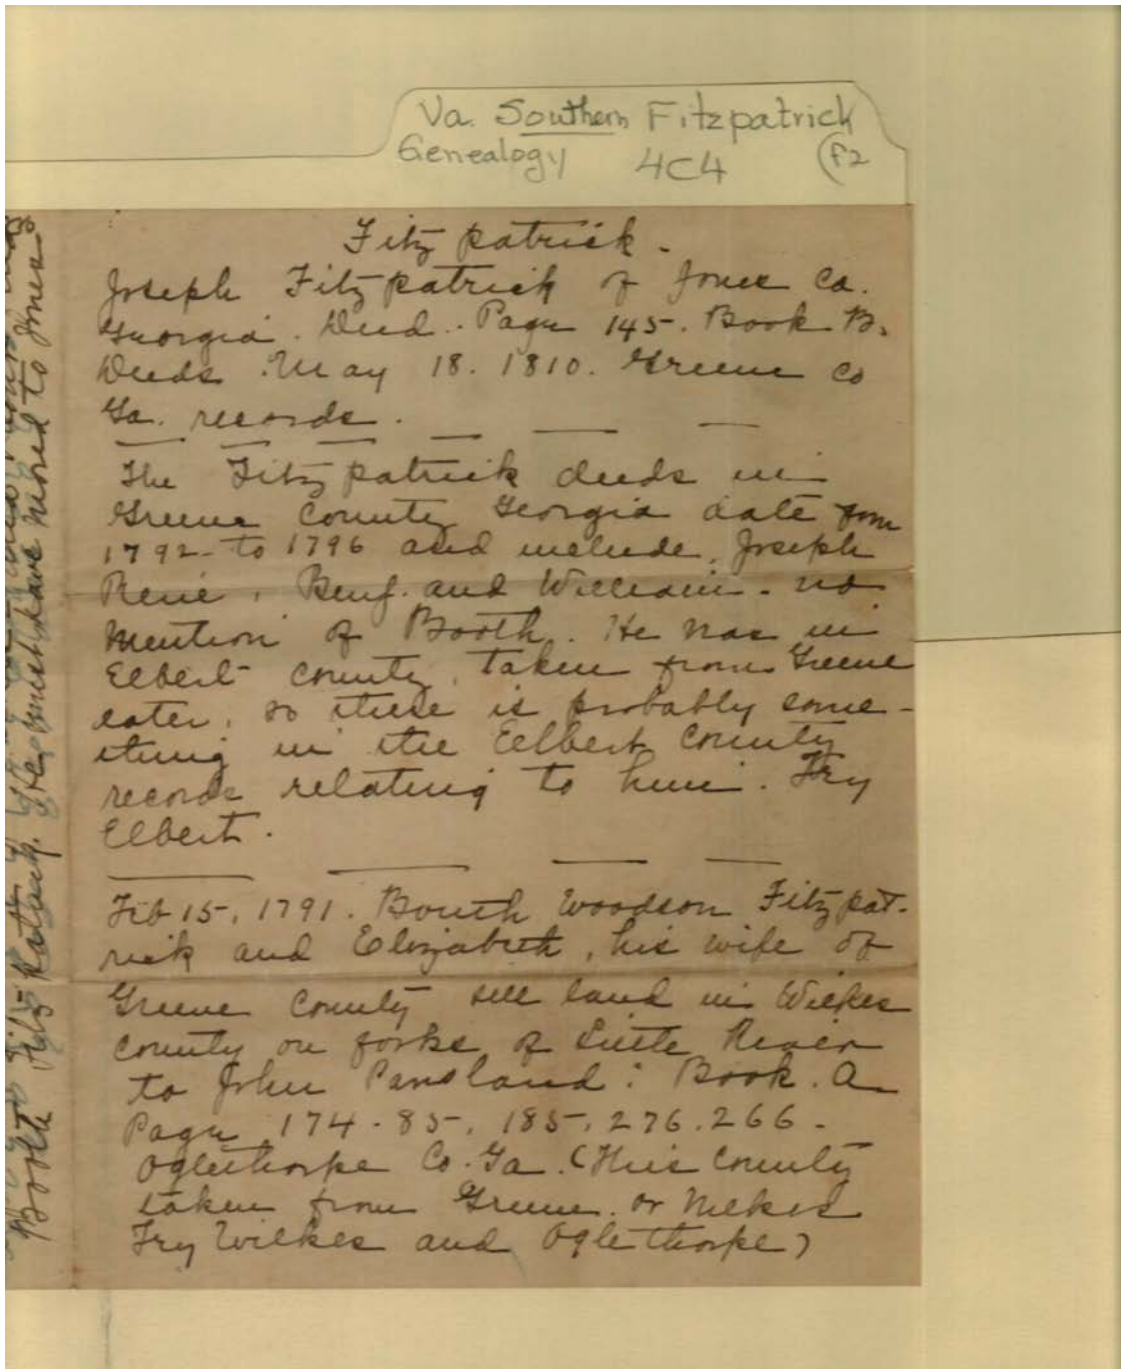 Va. Southern Fitzpatrick
Genealogy 4C4 (F2
Fitzpatrick.
Joseph Fitzpatrick of Jones Co.
Georgia. Deed. Page 145. Book B.
Deeds. May 18. 1810. Greene Co
Ga. records.
The Fitzpatrick deeds in
Greene County Georgia date from
1792 to 1796 and include, Joseph
Rene, Benj. and William. no
mention of Booth. He was in
Elbert County, taken from Greene
later, so there is probably some-
thing in the Elbert County
records relating to him. Try
Elbert.
Feb 15, 1791. Booth Woodson Fitzpat-
rick and Elizabeth, his wife of
Greene County sell land in Wilkes
County on forks of Little River
to John : Book. A
Page 174. 85, 185, 276. 266.
Oglethorpe Co. Ga. (This County
taken from Greene. or Wilkes
Try Wilkes and Oglethorpe)
Booth Fitz Patrick. He must have moved to Jones